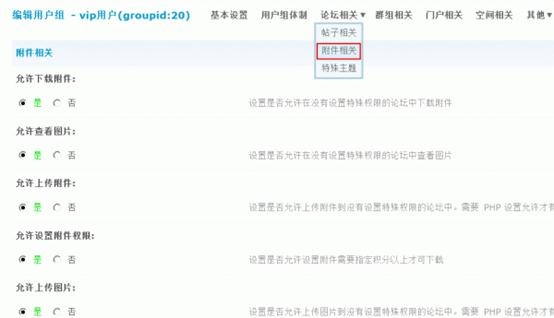 编辑用户组 - vip用户(groupid:20) 基本设置 用户组体制 论坛相关▼ 群组相关 门户相关 空间相关 其他▼
帖子相关
附件相关
特殊主题
附件相关
允许下载附件:
是 否 设置是否允许在没有设置特殊权限的论坛中下载附件
允许查看图片:
是 否 设置是否允许在没有设置特殊权限的论坛中查看图片
允许上传附件:
是 否 设置是否允许上传附件到没有设置特殊权限的论坛中。需要 PHP 设置允许才有
允许设置附件权限:
是 否 设置是否允许设置附件需要指定积分以上才可下载
允许上传图片:
是 否 设置是否允许上传图片到没有设置特殊权限的论坛中。需要 PHP 设置允许才有